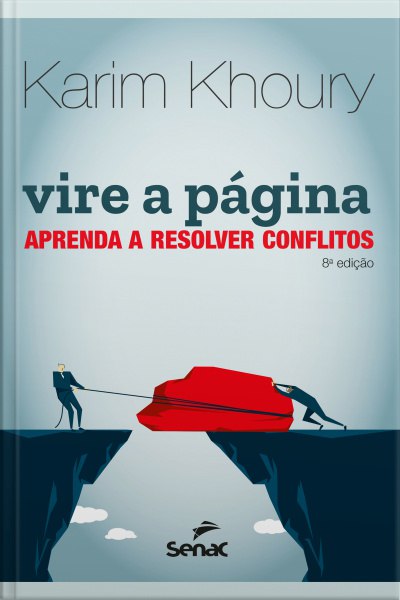 Karim Khoury
vire a página
APRENDA A RESOLVER CONFLITOS
8ª edição
Senac